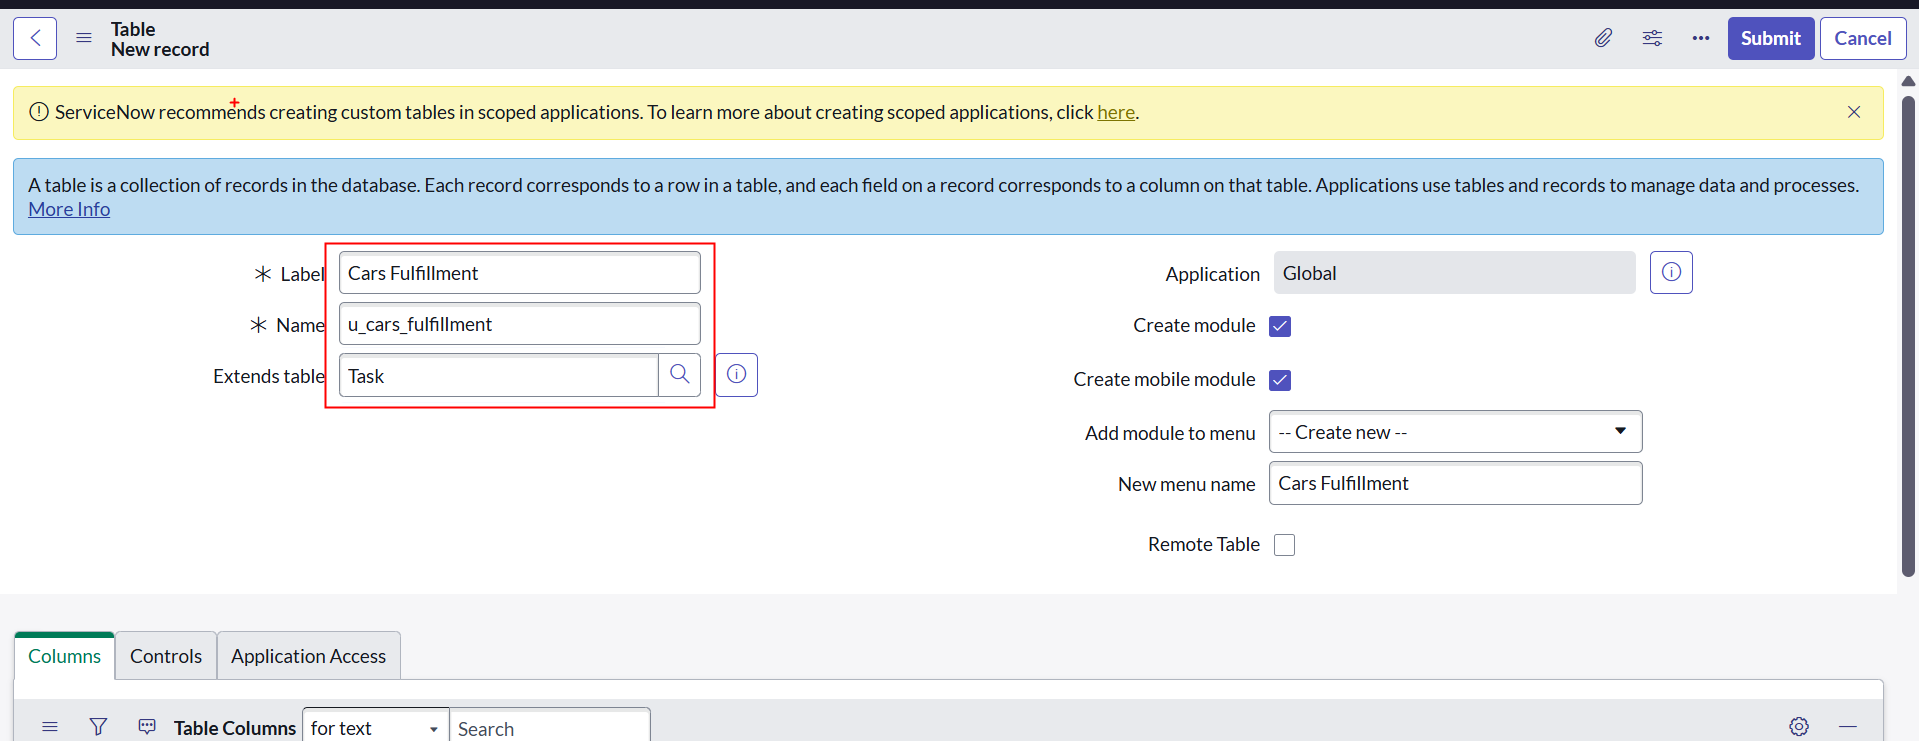 Table
New record
Submit
Cancel
ServiceNow recommends creating custom tables in scoped applications. To learn more about creating scoped applications, click here.
A table is a collection of records in the database. Each record corresponds to a row in a table, and each field on a record corresponds to a column on that table. Applications use tables and records to manage data and processes.
More Info
* Label Cars Fulfillment
* Name u_cars_fulfillment
Extends table Task
Application Global
Create module
Create mobile module
Add module to menu -- Create new --
New menu name Cars Fulfillment
Remote Table
Columns Controls Application Access
Table Columns for text Search